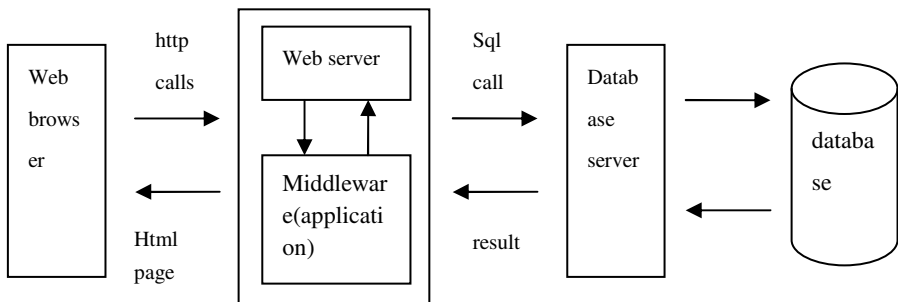 Web
brows
er
http
calls
Html
page
Web server
Middlewar
e(applicati
on)
Sql
call
result
Datab
ase
server
databa
se